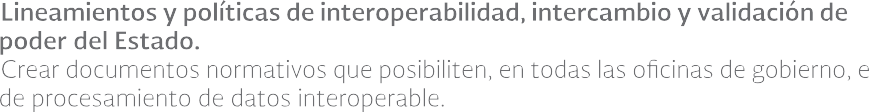 Lineamientos y políticas de interoperabilidad, intercambio y validación de
poder del Estado.
Crear documentos normativos que posibiliten, en todas las oficinas de gobierno, e
de procesamiento de datos interoperable.